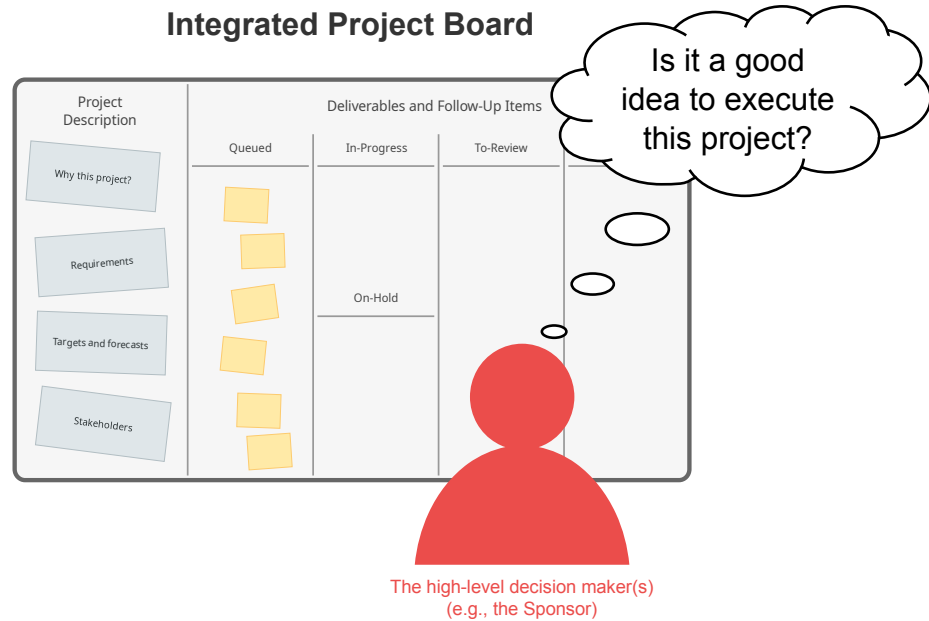 Integrated Project Board
Is it a good
idea to execute
this project?
Project
Description
Deliverables and Follow-Up Items
Queued
In-Progress
To-Review
Why this project?
Requirements
On-Hold
Targets and forecasts
Stakeholders
The high-level decision maker(s)
(e.g., the Sponsor)